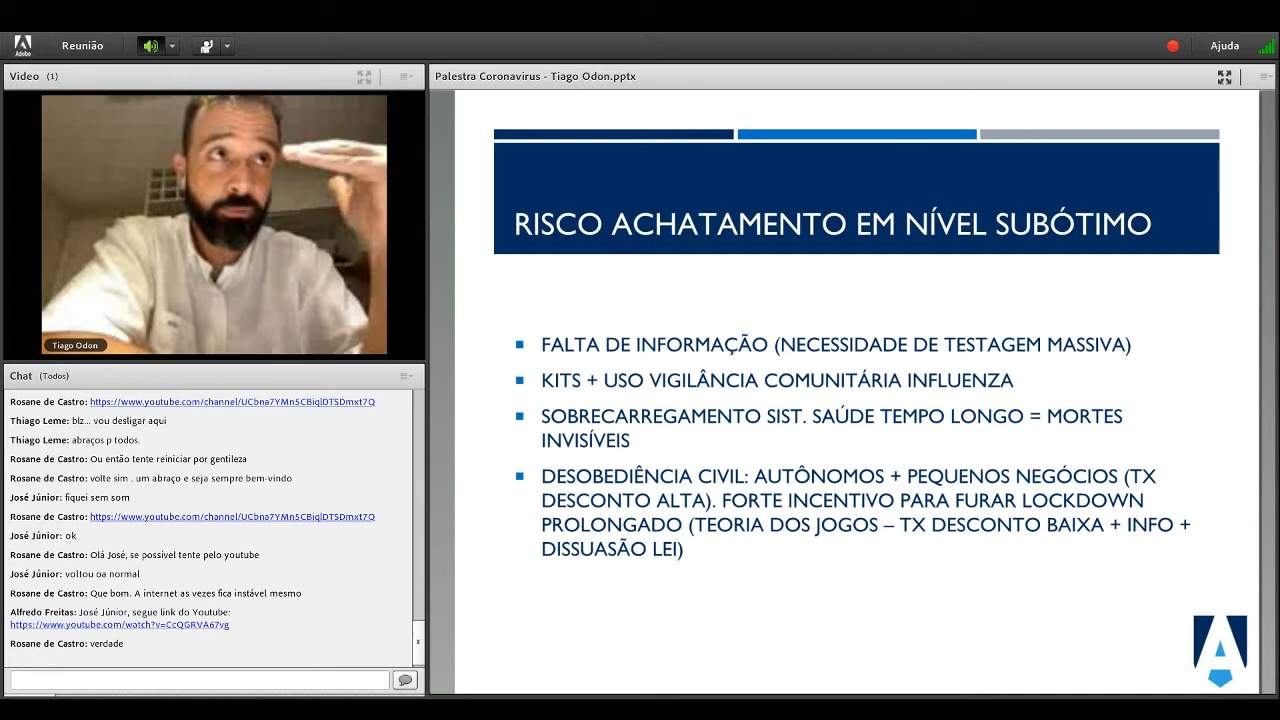 Adobe
Reunião
Ajuda
Video (1)
Tiago Odon
Chat (Todos)
Rosane de Castro: https://www.youtube.com/channel/UCbna7YMn5CBiqlDTSDmxt7Q
Thiago Leme: blz... vou desligar aqui
Thiago Leme: abraços p todos.
Rosane de Castro: Ou então tente reiniciar por gentileza
Rosane de Castro: volte sim . um abraço e seja sempre bem-vindo
José Júnior: fiquei sem som
Rosane de Castro: https://www.youtube.com/channel/UCbna7YMn5CBiqlDTSDmxt7Q
José Júnior: ok
Rosane de Castro: Olá José, se possível tente pelo youtube
José Júnior: voltou oa normal
Rosane de Castro: Que bom. A internet as vezes fica instável mesmo
Alfredo Freitas: José Júnior, segue link do Youtube:
https://www.youtube.com/watch?v=CcQGRVA67vg
Rosane de Castro: verdade
Palestra Coronavirus - Tiago Odon.pptx
RISCO ACHATAMENTO EM NÍVEL SUBÓTIMO
FALTA DE INFORMAÇÃO (NECESSIDADE DE TESTAGEM MASSIVA)
KITS + USO VIGILÂNCIA COMUNITÁRIA INFLUENZA
SOBRECARREGAMENTO SIST. SAÚDE TEMPO LONGO = MORTES
INVISÍVEIS
DESOBEDIÊNCIA CIVIL: AUTÔNOMOS + PEQUENOS NEGÓCIOS (TX
DESCONTO ALTA). FORTE INCENTIVO PARA FURAR LOCKDOWN
PROLONGADO (TEORIA DOS JOGOS – TX DESCONTO BAIXA + INFO +
DISSUASÃO LEI)